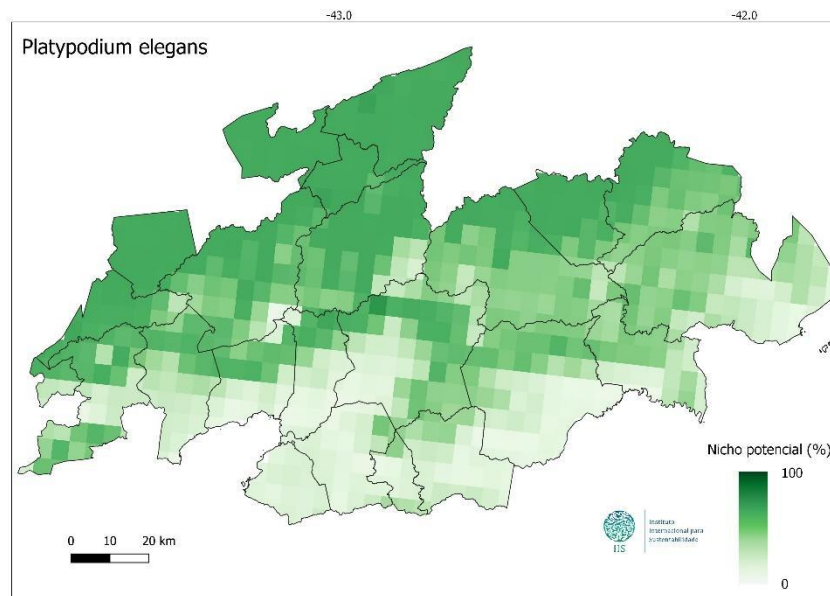 -43.0
-42.0
Platypodium elegans
Nicho potencial (%)
100
0
0 10 20 km
IIS
Instituto
Internacional para
Sustentabilidade